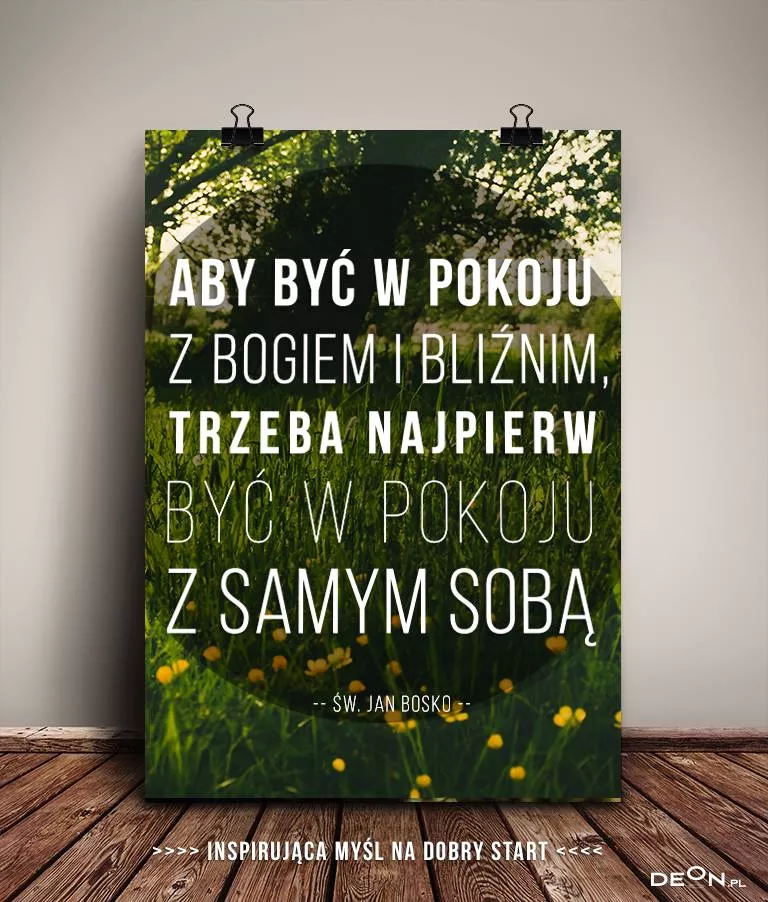 ABY BYĆ W POKOJU
Z BOGIEM I BLIŹNIM,
TRZEBA NAJPIERW
BYĆ W POKOJU
Z SAMYM SOBĄ
-- ŚW. JAN BOSKO --
>>>> INSPIRUJĄCA MYŚL NA DOBRY START <<<<
DEON.PL